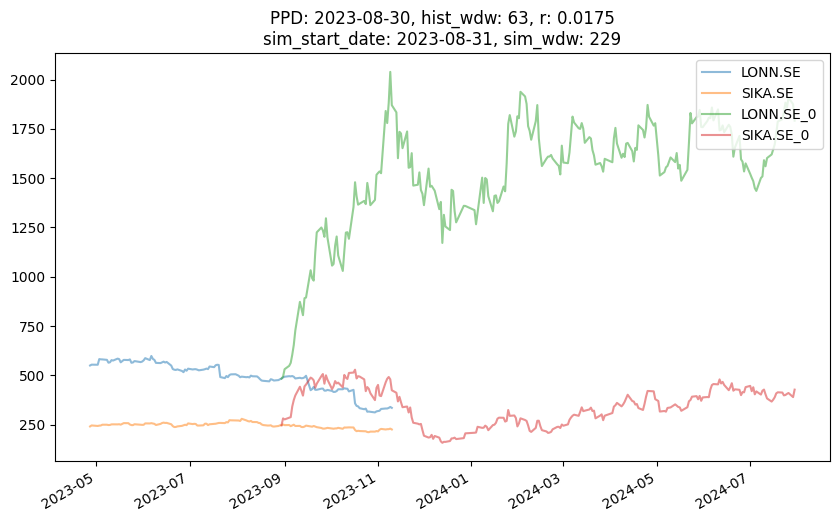 PPD: 2023-08-30, hist_wdw: 63, r: 0.0175
sim_start_date: 2023-08-31, sim_wdw: 229
LONN.SE
SIKA.SE
LONN.SE_0
SIKA.SE_0
2000
1750
1500
1250
1000
750
500
250
2023-05
2023-07
2023-09
2023-11
2024-01
2024-03
2024-05
2024-07